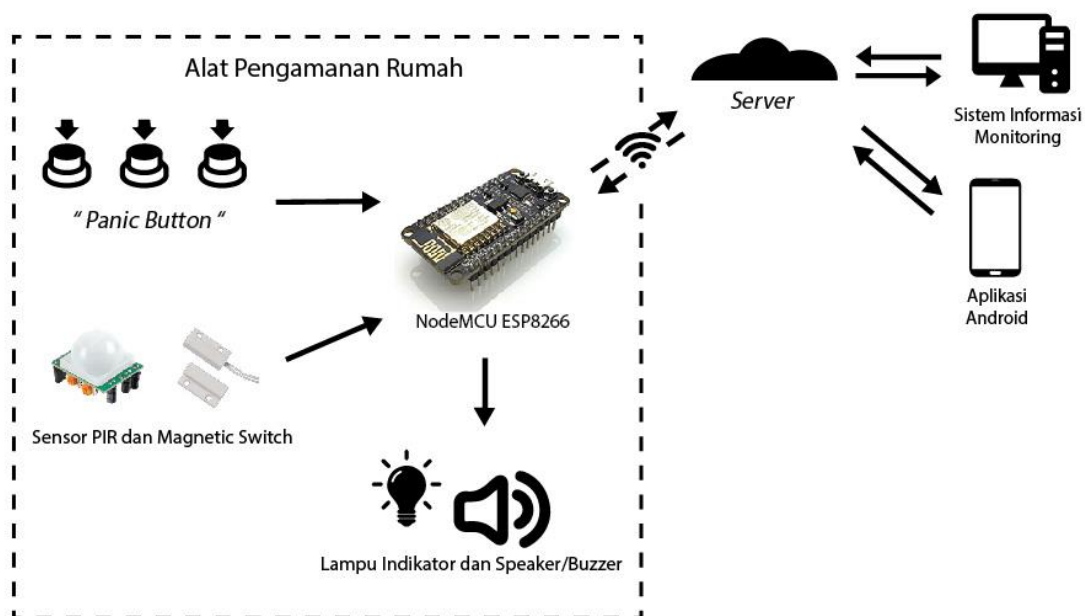 Alat Pengamanan Rumah
" Panic Button "
NodeMCU ESP8266
Sensor PIR dan Magnetic Switch
Lampu Indikator dan Speaker/Buzzer
Server
Sistem Informasi
Monitoring
Aplikasi
Android